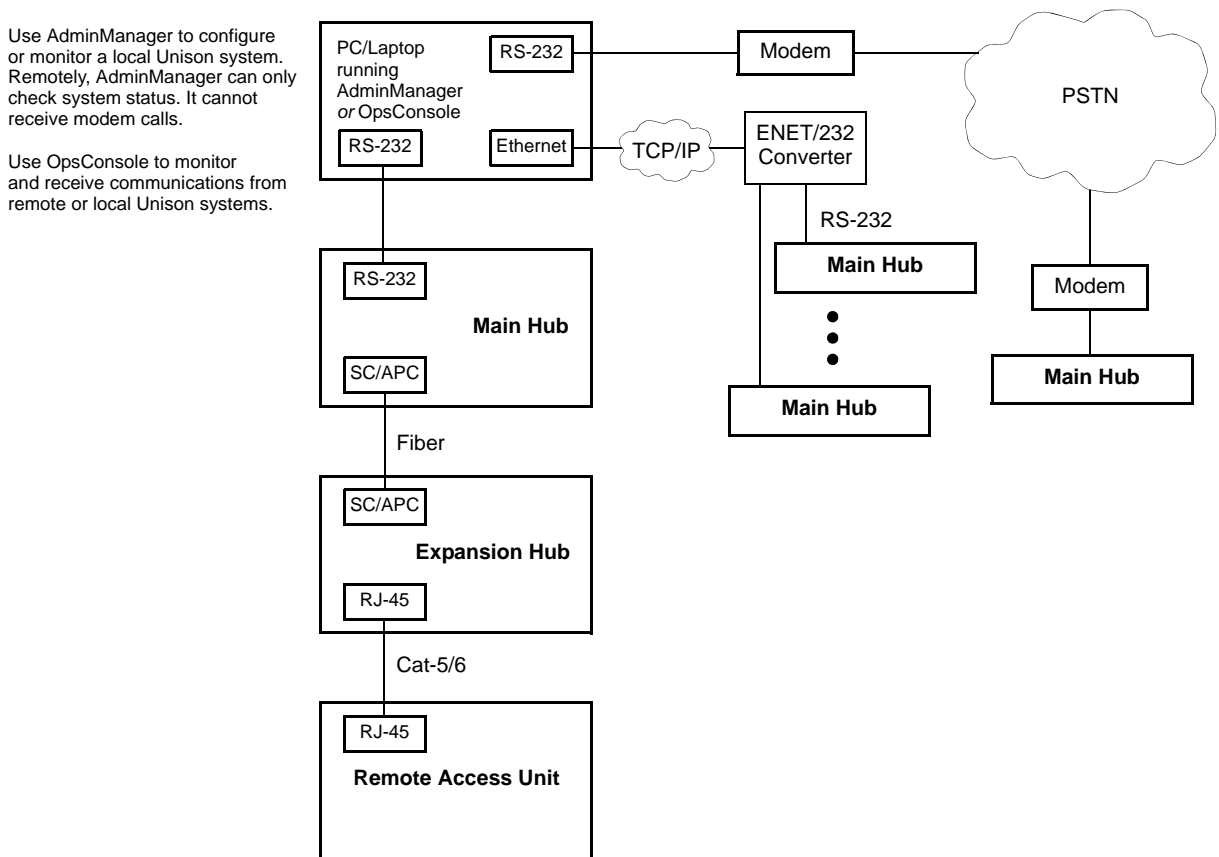 Use AdminManager to configure
or monitor a local Unison system.
Remotely, AdminManager can only
check system status. It cannot
receive modem calls.
Use OpsConsole to monitor
and receive communications from
remote or local Unison systems.
PC/Laptop
running
AdminManager
or OpsConsole
RS-232
RS-232
Ethernet
Modem
PSTN
TCP/IP
ENET/232
Converter
RS-232
Main Hub
Main Hub
Modem
Main Hub
RS-232
Main Hub
SC/APC
Fiber
SC/APC
Expansion Hub
RJ-45
Cat-5/6
RJ-45
Remote Access Unit